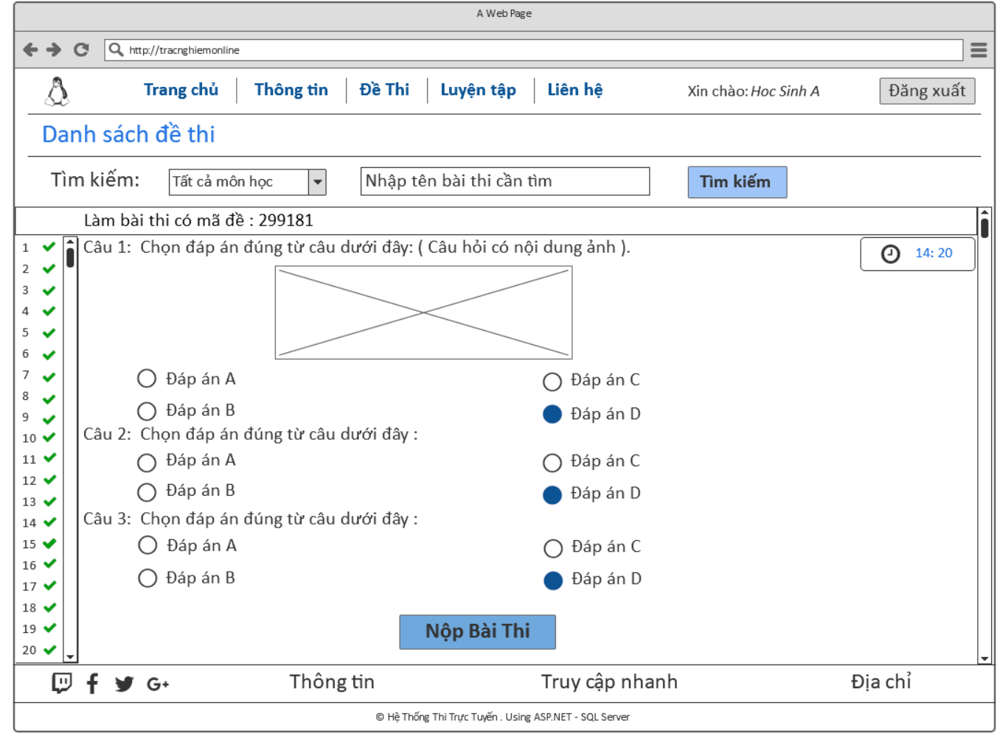 A Web Page
http://tracnghiemonline
Trang chủ Thông tin Đề Thi Luyện tập Liên hệ Xin chào: Hoc Sinh A Đăng xuất
Danh sách đề thi
Tìm kiếm: Tất cả môn học Nhập tên bài thi cần tìm Tìm kiếm
Làm bài thi có mã đề : 299181
Câu 1: Chọn đáp án đúng từ câu dưới đây: ( Câu hỏi có nội dung ảnh ).
14: 20
1
2
3
4
5
6
7
8
9
10
11
12
13
14
15
16
17
18
19
20
Đáp án A Đáp án C
Đáp án B Đáp án D
Câu 2: Chọn đáp án đúng từ câu dưới đây :
Đáp án A Đáp án C
Đáp án B Đáp án D
Câu 3: Chọn đáp án đúng từ câu dưới đây :
Đáp án A Đáp án C
Đáp án B Đáp án D
Nộp Bài Thi
G+ Thông tin Truy cập nhanh Địa chỉ
© Hệ Thống Thi Trực Tuyến . Using ASP.NET - SQL Server